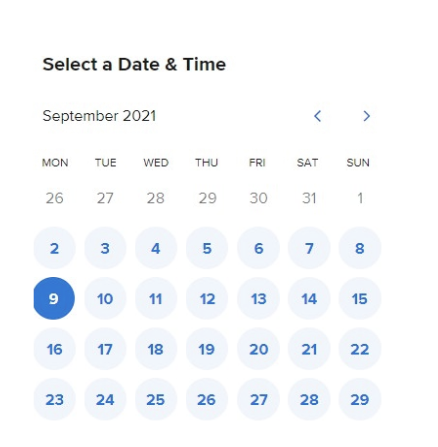 Select a Date & Time
September 2021
MON TUE WED THU FRI SAT SUN
26 27 28 29 30 31 1
2 3 4 5 6 7 8
9 10 11 12 13 14 15
16 17 18 19 20 21 22
23 24 25 26 27 28 29